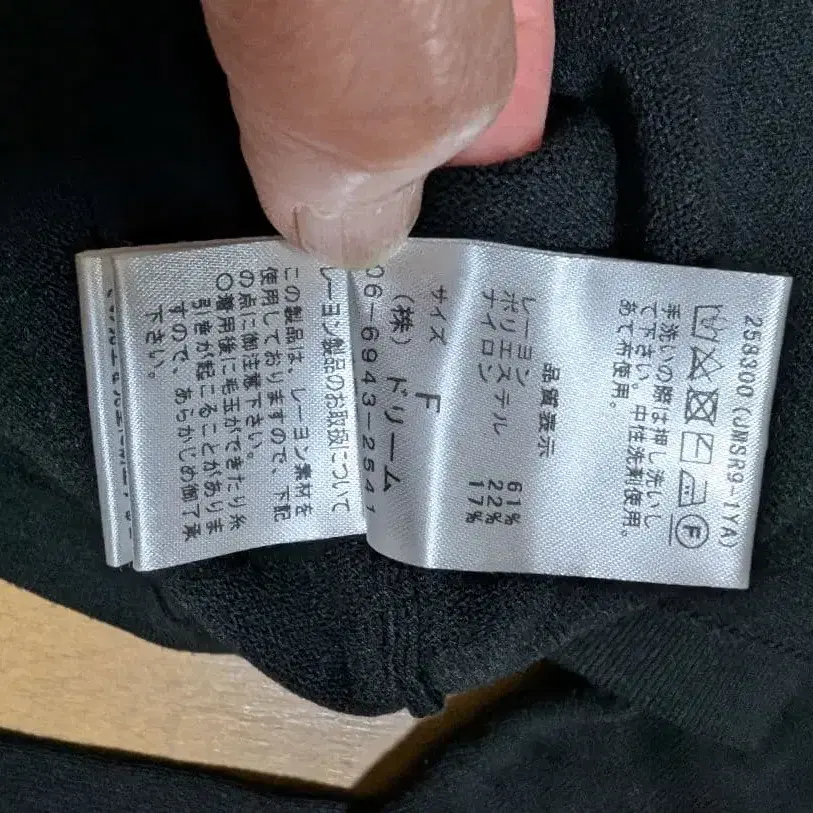 258300(JMSR9-1YA)
手洗いの際は押し洗いし
て下さい。中性洗剤使用。
あて布使用。
品質表示
レーヨン 61%
ポリエステル 22%
ナイロン 17%
サイズ
F
(株)ドリーム
06-6943-2541
レーヨン製品のお取扱について
この製品は、レーヨン素材を
使用しておりますので、下記
の点に御注意下さい。
〇着用後に毛玉ができたり糸
引きが起こることがありま
すので、あらかじめ御了承
下さい。